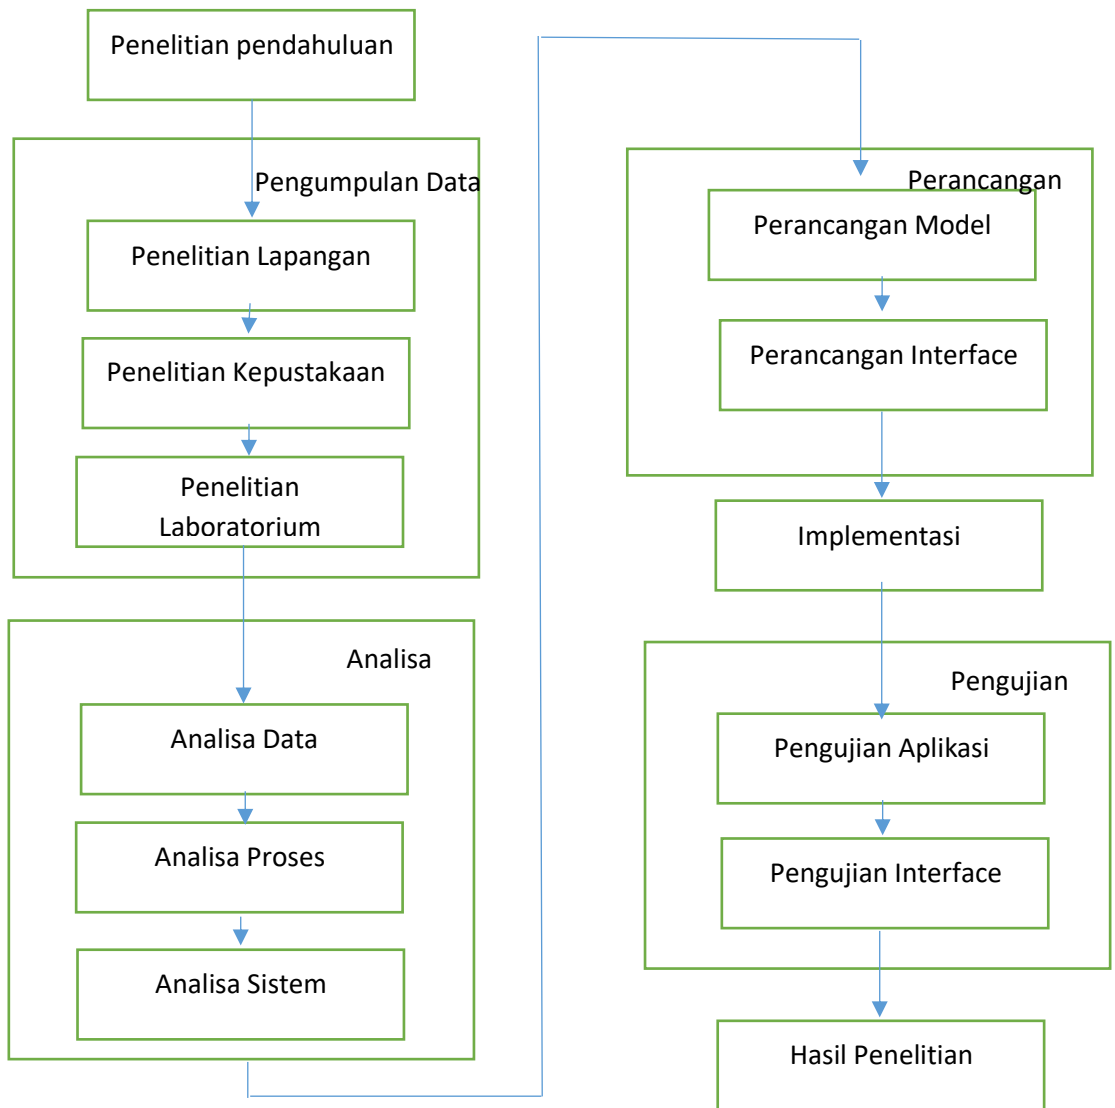 Penelitian pendahuluan
Pengumpulan Data
Penelitian Lapangan
Penelitian Kepustakaan
Penelitian
Laboratorium
Analisa
Analisa Data
Analisa Proses
Analisa Sistem
Perancangan
Perancangan Model
Perancangan Interface
Implementasi
Pengujian
Pengujian Aplikasi
Pengujian Interface
Hasil Penelitian